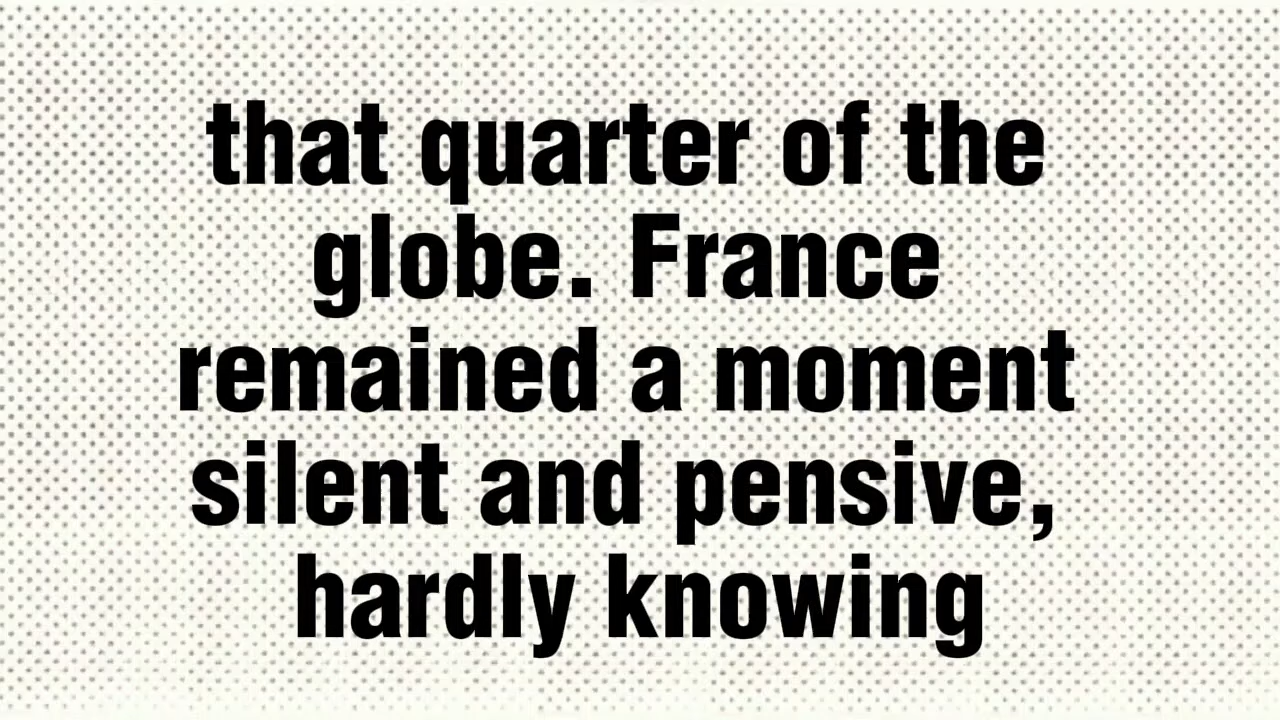 that quarter of the
globe. France
remained a moment
silent and pensive,
hardly knowing